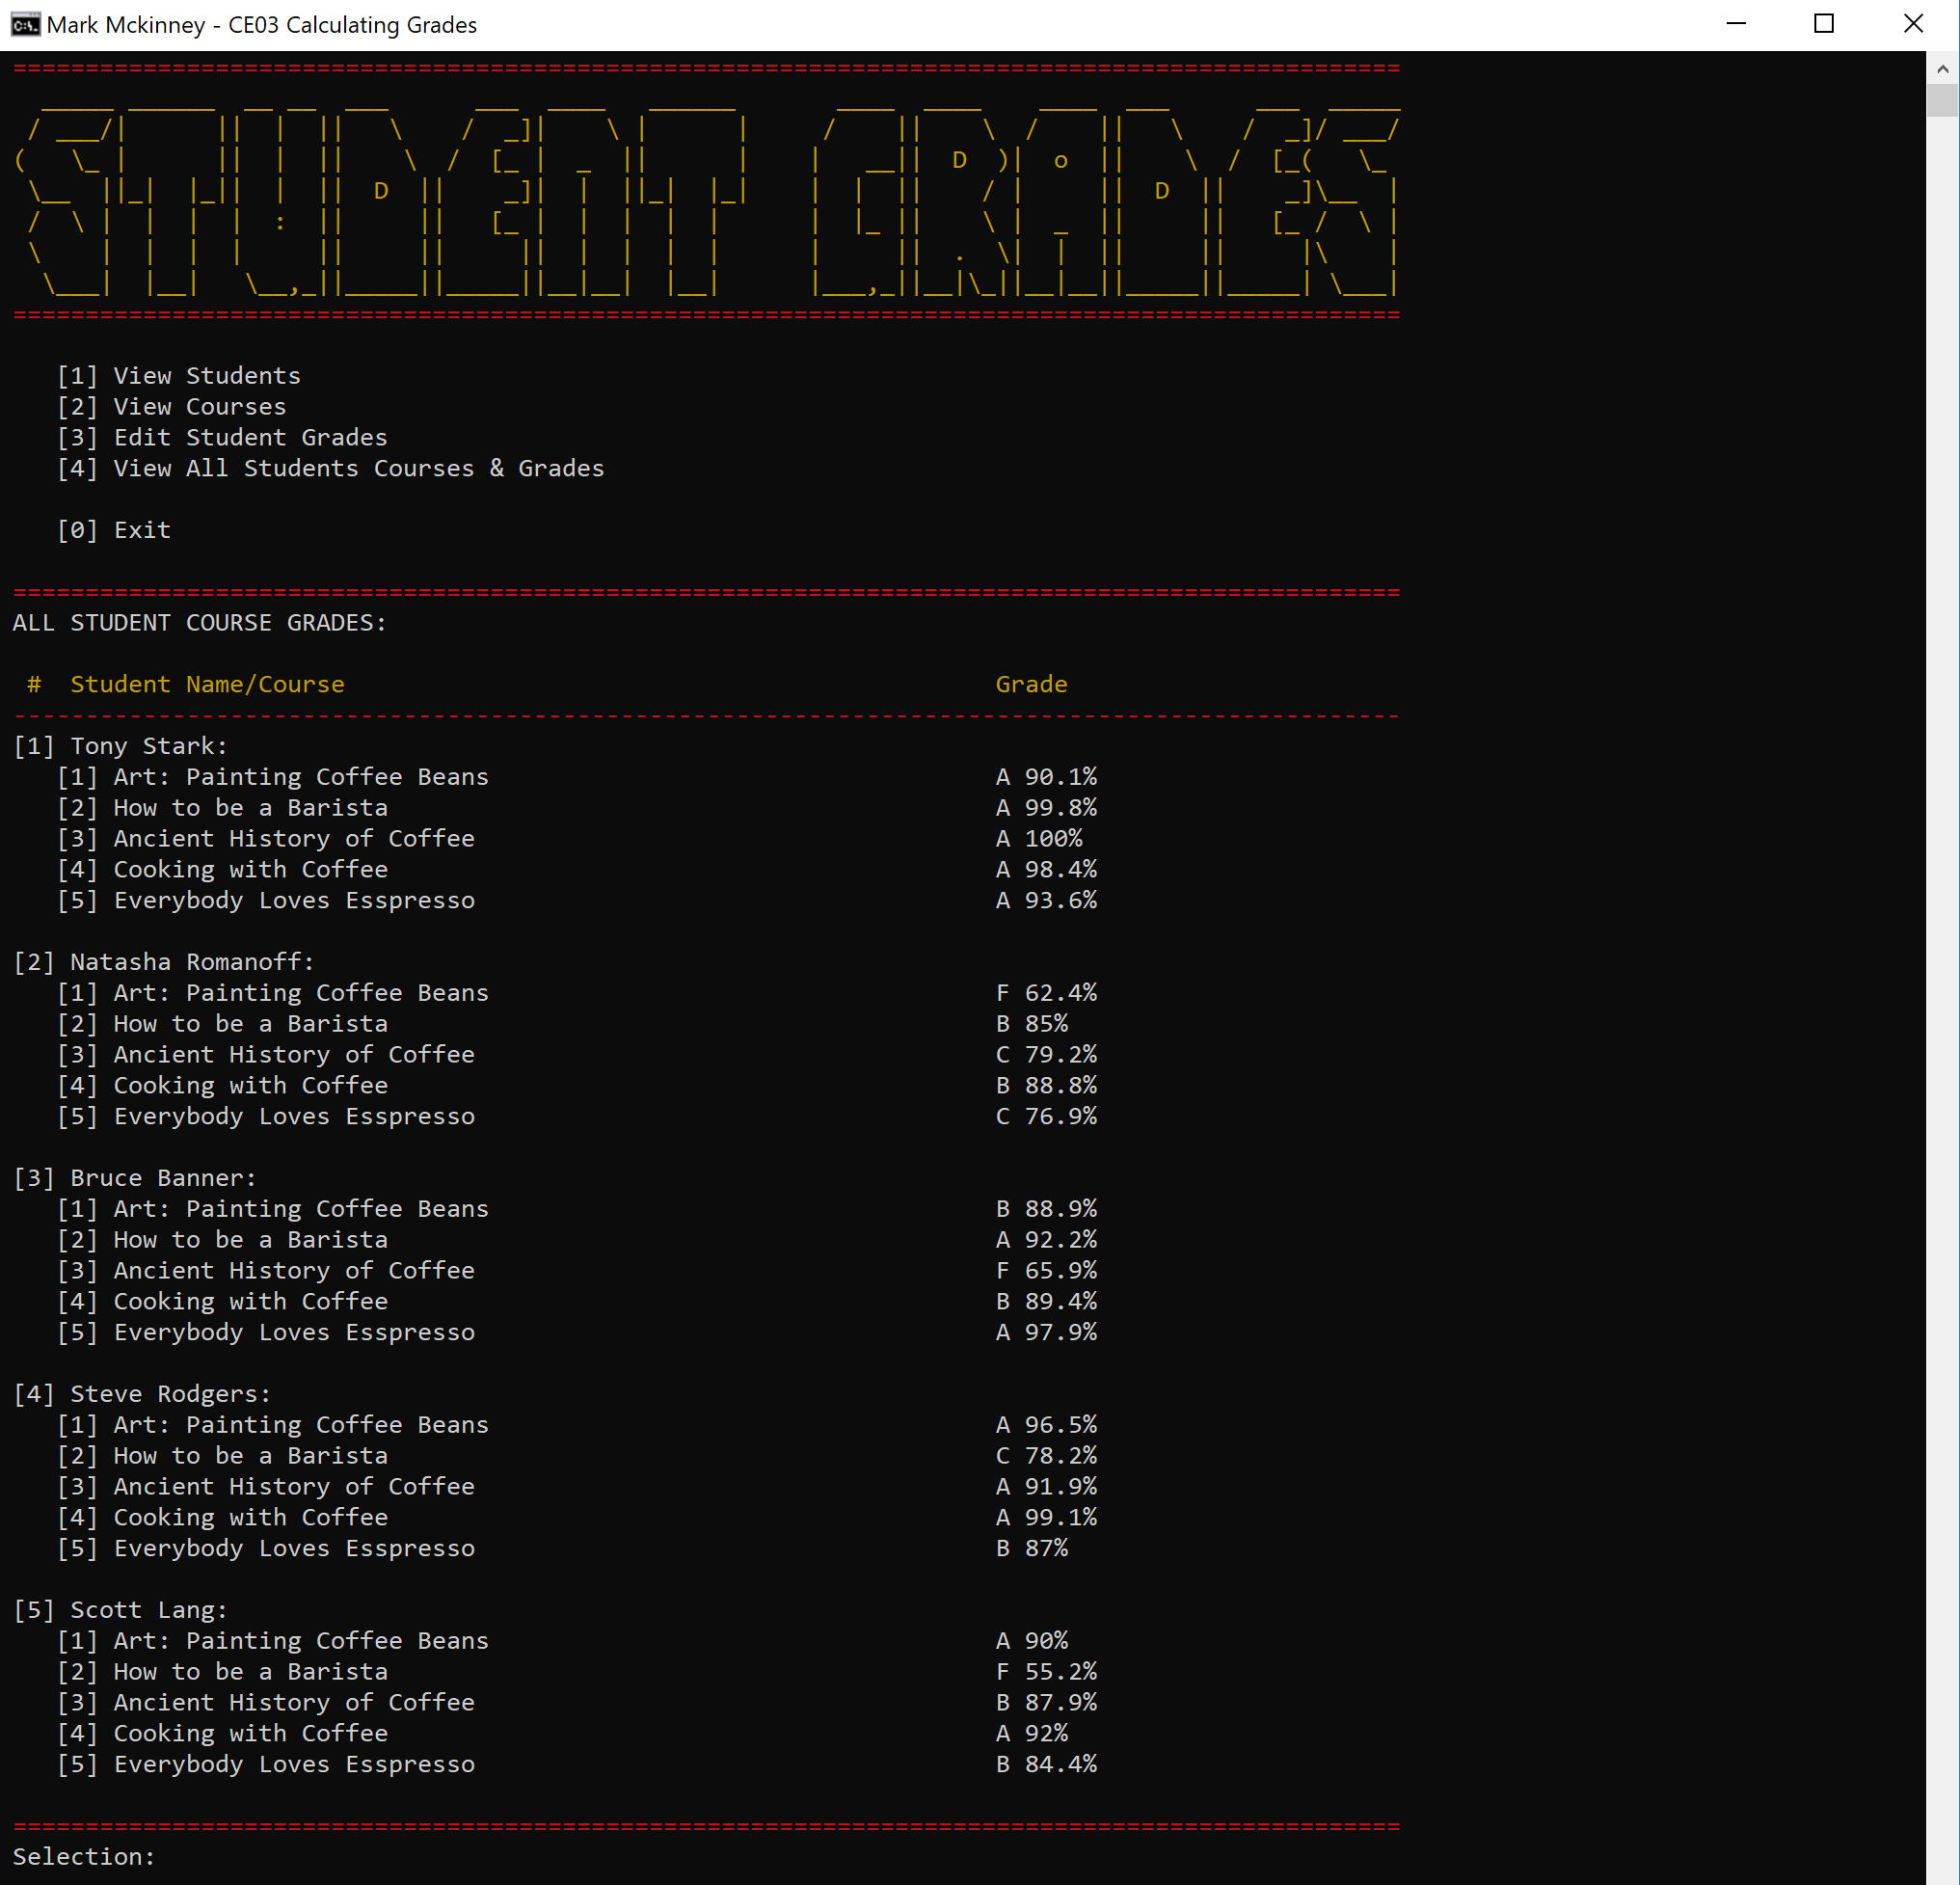 Mark Mckinney - CE03 Calculating Grades
STUDENT GRADES
[1] View Students
[2] View Courses
[3] Edit Student Grades
[4] View All Students Courses & Grades
[0] Exit
ALL STUDENT COURSE GRADES:
# Student Name/Course Grade
[1] Tony Stark:
[1] Art: Painting Coffee Beans A 90.1%
[2] How to be a Barista A 99.8%
[3] Ancient History of Coffee A 100%
[4] Cooking with Coffee A 98.4%
[5] Everybody Loves Esspresso A 93.6%
[2] Natasha Romanoff:
[1] Art: Painting Coffee Beans F 62.4%
[2] How to be a Barista B 85%
[3] Ancient History of Coffee C 79.2%
[4] Cooking with Coffee B 88.8%
[5] Everybody Loves Esspresso C 76.9%
[3] Bruce Banner:
[1] Art: Painting Coffee Beans B 88.9%
[2] How to be a Barista A 92.2%
[3] Ancient History of Coffee F 65.9%
[4] Cooking with Coffee B 89.4%
[5] Everybody Loves Esspresso A 97.9%
[4] Steve Rodgers:
[1] Art: Painting Coffee Beans A 96.5%
[2] How to be a Barista C 78.2%
[3] Ancient History of Coffee A 91.9%
[4] Cooking with Coffee A 99.1%
[5] Everybody Loves Esspresso B 87%
[5] Scott Lang:
[1] Art: Painting Coffee Beans A 90%
[2] How to be a Barista F 55.2%
[3] Ancient History of Coffee B 87.9%
[4] Cooking with Coffee A 92%
[5] Everybody Loves Esspresso B 84.4%
Selection: